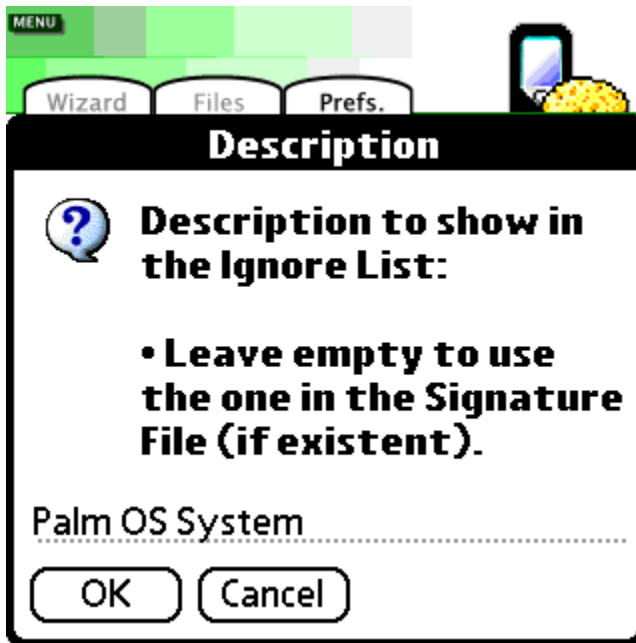 MENU
Wizard Files Prefs.
Description
Description to show in
the Ignore List:
• Leave empty to use
the one in the Signature
File (if existent).
Palm OS System
OK Cancel